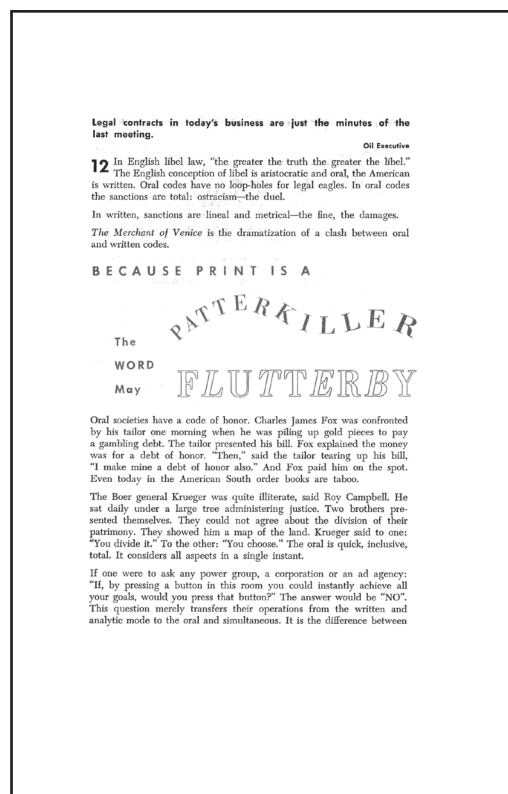 Legal contracts in today's business are just the minutes of the
last meeting.
Oil Executive
12 In English libel law, "the greater the truth the greater the libel."
The English conception of libel is aristocratic and oral, the American
is written. Oral codes have no loop-holes for legal eagles. In oral codes
the sanctions are total: ostracism—the duel.
In written, sanctions are lineal and metrical—the fine, the damages.
The Merchant of Venice is the dramatization of a clash between oral
and written codes.
BECAUSE PRINT IS A
PATTERKILLER
The
WORD
May
FLUTTERBY
Oral societies have a code of honor. Charles James Fox was confronted
by his tailor one morning when he was piling up gold pieces to pay
a gambling debt. The tailor presented his bill. Fox explained the money
was for a debt of honor. "Then," said the tailor tearing up his bill,
"I make mine a debt of honor also." And Fox paid him on the spot.
Even today in the American South order books are taboo.
The Boer general Krueger was quite illiterate, said Roy Campbell. He
sat daily under a large tree administering justice. Two brothers pre-
sented themselves. They could not agree about the division of their
patrimony. They showed him a map of the land. Krueger said to one:
"You divide it." To the other: "You choose." The oral is quick, inclusive,
total. It considers all aspects in a single instant.
If one were to ask any power group, a corporation or an ad agency:
"If, by pressing a button in this room you could instantly achieve all
your goals, would you press that button?" The answer would be "NO".
This question merely transfers their operations from the written and
analytic mode to the oral and simultaneous. It is the difference between